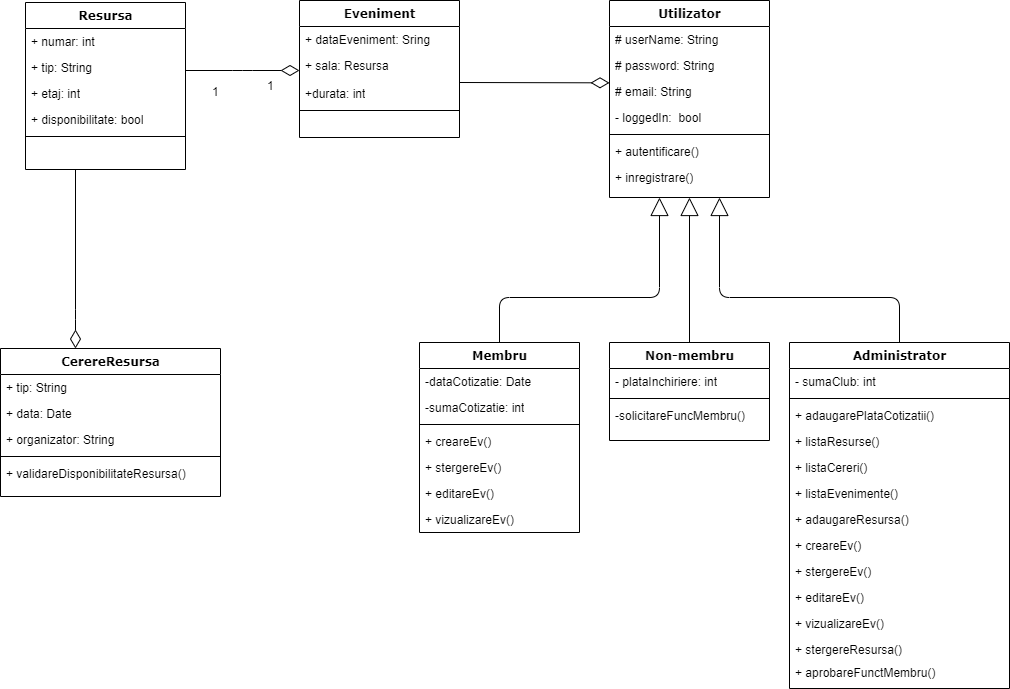 Resursa
+ numar: int
+ tip: String
+ etaj: int
+ disponibilitate: bool
1
1
Eveniment
+ dataEveniment: Sring
+ sala: Resursa
+durata: int
Utilizator
# userName: String
# password: String
# email: String
- loggedIn:  bool
+ autentificare()
+ inregistrare()
CerereResursa
+ tip: String
+ data: Date
+ organizator: String
+ validareDisponibilitateResursa()
Membru
-dataCotizatie: Date
-sumaCotizatie: int
+ creareEv()
+ stergereEv()
+ editareEv()
+ vizualizareEv()
Non-membru
- plataInchiriere: int
-solicitareFuncMembru()
Administrator
- sumaClub: int
+ adaugarePlataCotizatii()
+ listaResurse()
+ listaCereri()
+ listaEvenimente()
+ adaugareResursa()
+ creareEv()
+ stergereEv()
+ editareEv()
+ vizualizareEv()
+ stergereResursa()
+ aprobareFunctMembru()